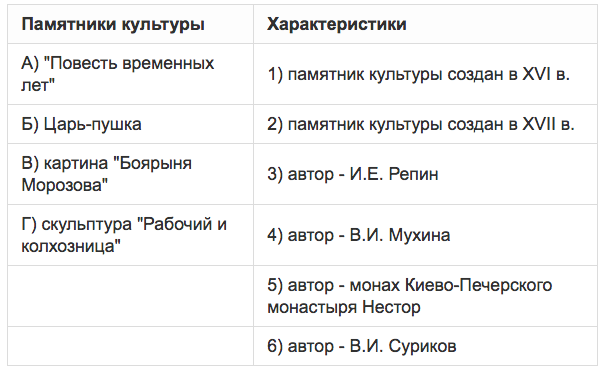 Памятники культуры
Характеристики
А) "Повесть временных
лет"
1) памятник культуры создан в XVI в.
Б) Царь-пушка
2) памятник культуры создан в XVII в.
В) картина "Боярыня
Морозова"
3) автор - И.Е. Репин
Г) скульптура "Рабочий и
колхозница"
4) автор - В.И. Мухина
5) автор - монах Киево-Печерского
монастыря Нестор
6) автор - В.И. Суриков